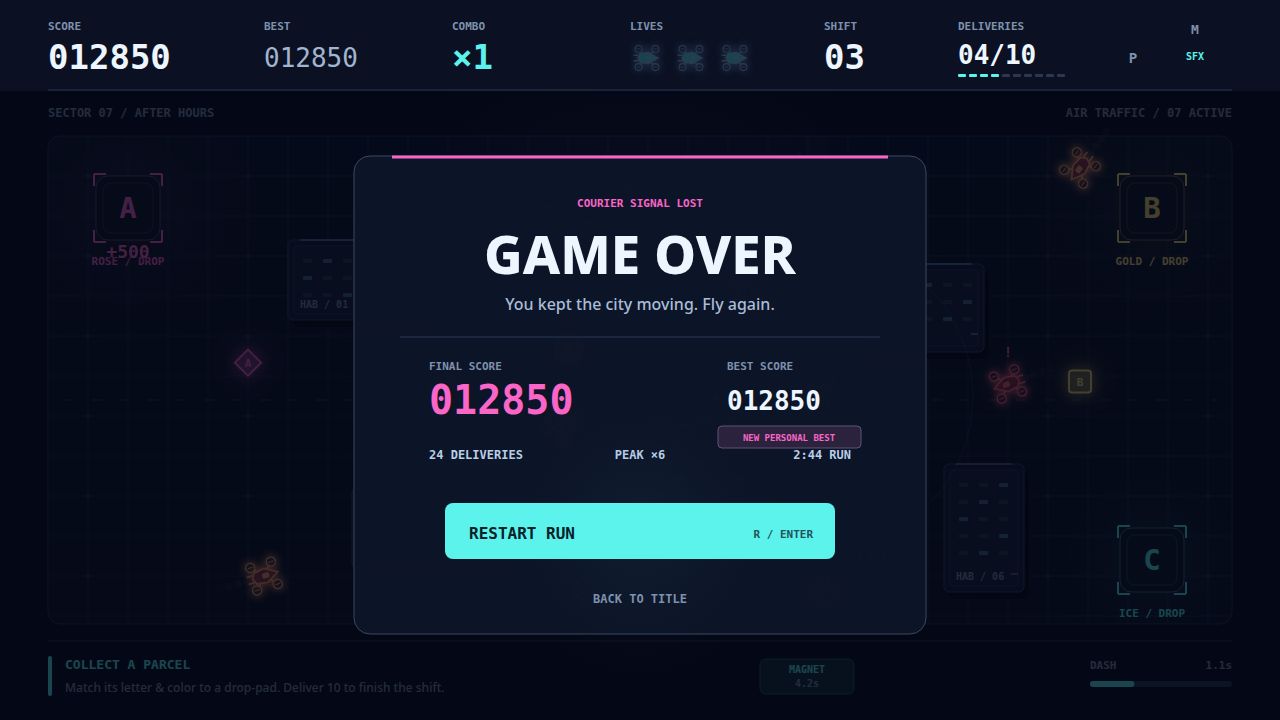 SCORE
012850
BEST
012850
COMBO
×1
LIVES
SHIFT
03
DELIVERIES
04/10
P
M
SFX
SECTOR 07 / AFTER HOURS
AIR TRAFFIC / 07 ACTIVE
A
+500
ROSE / DROP
HAB / 01
A
B
GOLD / DROP
!
B
HAB / 06
C
ICE / DROP
COURIER SIGNAL LOST
GAME OVER
You kept the city moving. Fly again.
FINAL SCORE
012850
BEST SCORE
012850
NEW PERSONAL BEST
24 DELIVERIES
PEAK ×6
2:44 RUN
RESTART RUN
R / ENTER
BACK TO TITLE
COLLECT A PARCEL
Match its letter & color to a drop-pad. Deliver 10 to finish the shift.
MAGNET
4.2s
DASH
1.1s